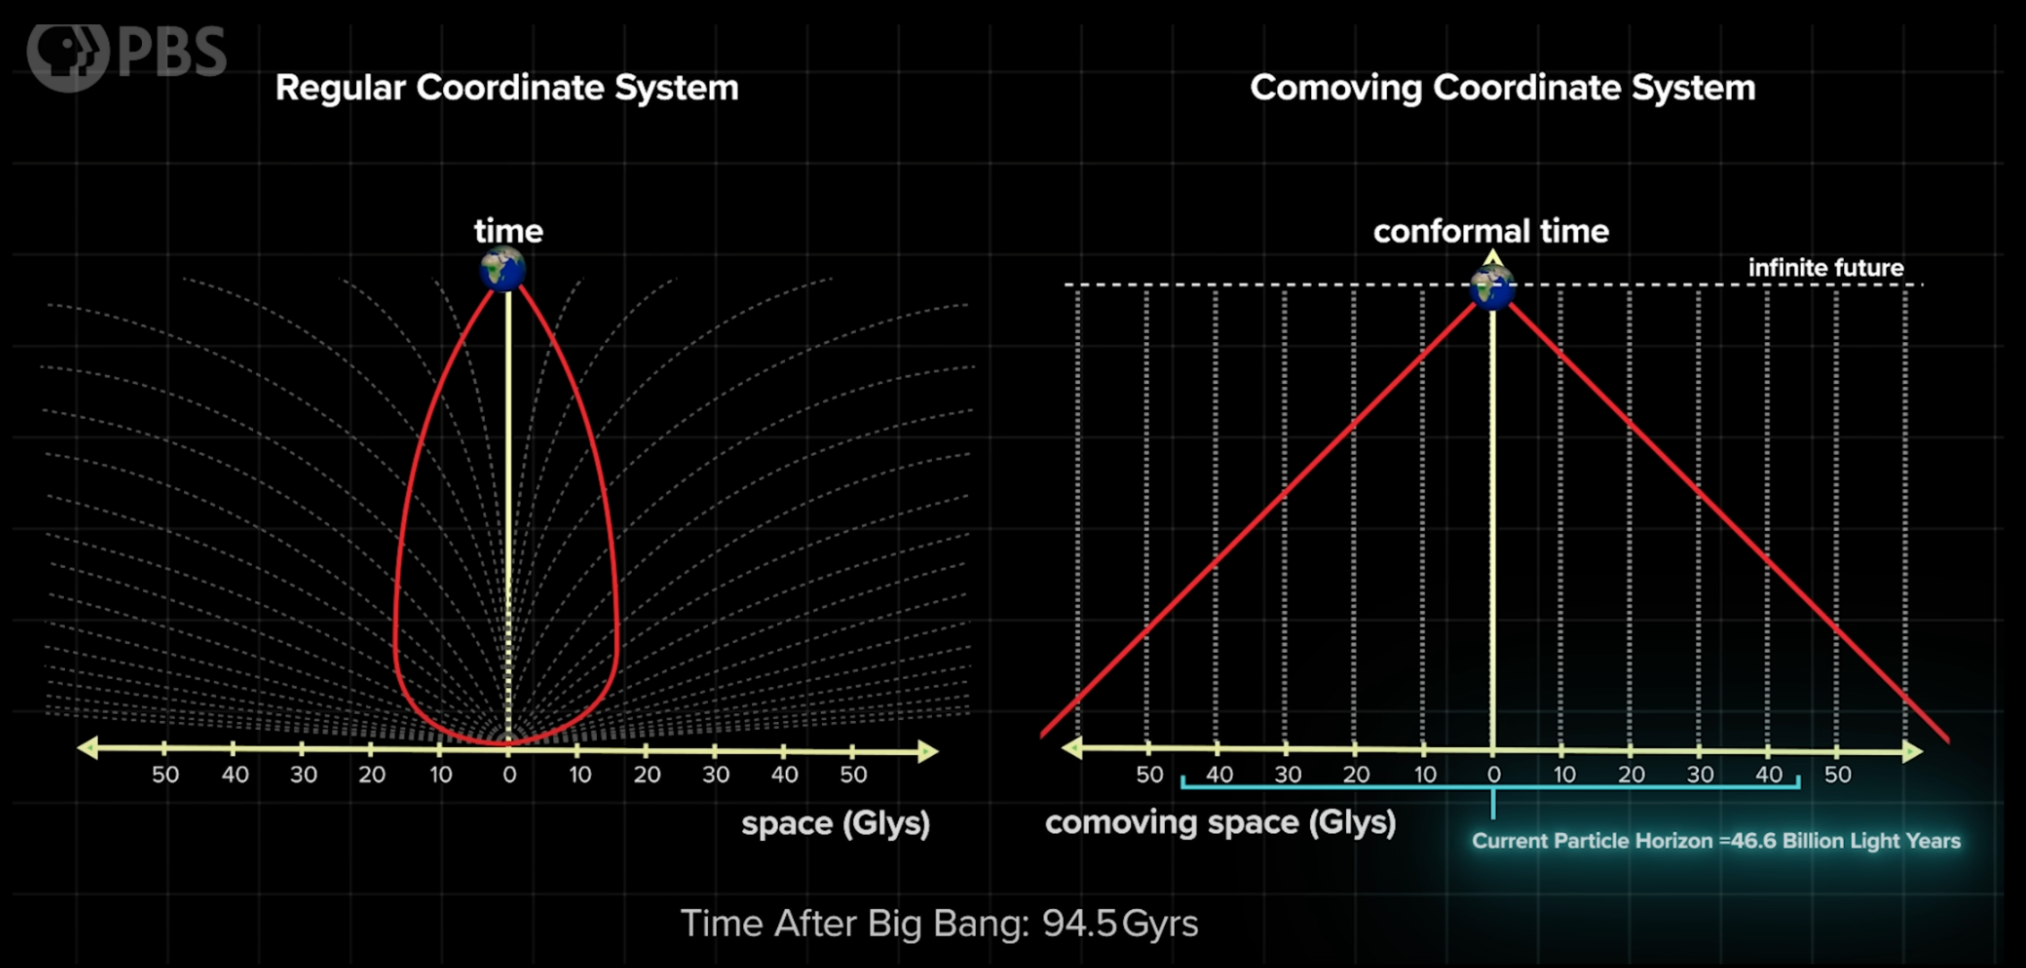 PBS
Regular Coordinate System
Comoving Coordinate System
time
conformal time
infinite future
50 40 30 20 10 0 10 20 30 40 50
50 40 30 20 10 0 10 20 30 40 50
space (Glys)
comoving space (Glys)
Current Particle Horizon =46.6 Billion Light Years
Time After Big Bang: 94.5 Gyrs